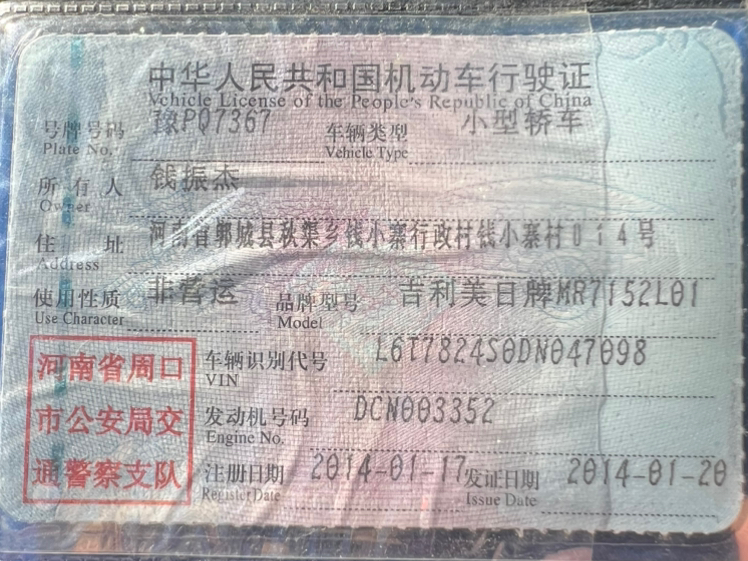 中华人民共和国机动车行驶证
Vehicle License of the People's Republic of China
号牌号码 豫PQ7367 车辆类型 小型轿车
Plate No. Vehicle Type
所有人 钱振杰
Owner
住址 河南省郸城县秋渠乡钱小寨行政村钱小寨村014号
Address
使用性质 非营运 品牌型号 吉利美日牌MR7152L01
Use Character Model
河南省周口 车辆识别代号 L6T7824S0DN047098
VIN
市公安局交 发动机号码 DCN003352
Engine No.
通警察支队 注册日期 2014-01-17 发证日期 2014-01-20
Register Date Issue Date